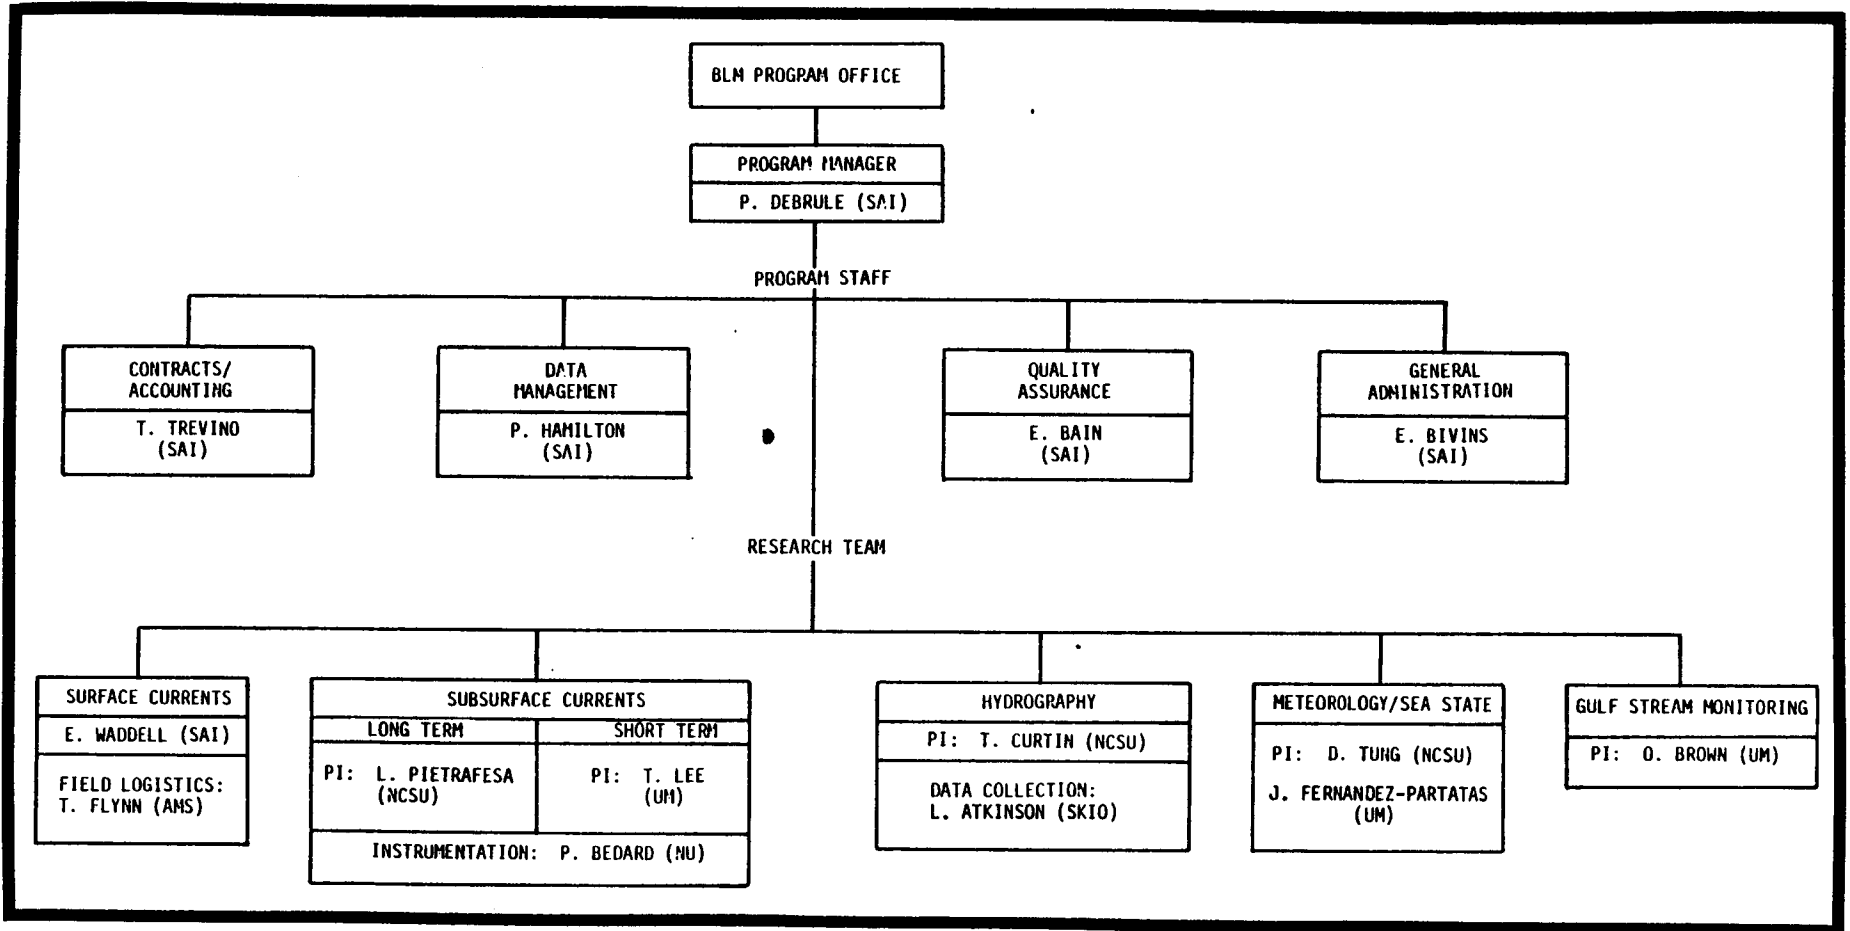 BLM PROGRAM OFFICE
PROGRAM MANAGER
P. DEBRULE (SAI)
PROGRAM STAFF
CONTRACTS/
ACCOUNTING
T. TREVINO
(SAI)
DATA
MANAGEMENT
P. HAMILTON
(SAI)
QUALITY
ASSURANCE
E. BAIN
(SAI)
GENERAL
ADMINISTRATION
E. BIVINS
(SAI)
RESEARCH TEAM
SURFACE CURRENTS
E. WADDELL (SAI)
FIELD LOGISTICS:
T. FLYNN (AMS)
SUBSURFACE CURRENTS
LONG TERM
PI: L. PIETRAFESA
(NCSU)
SHORT TERM
PI: T. LEE
(UM)
INSTRUMENTATION: P. BEDARD (NU)
HYDROGRAPHY
PI: T. CURTIN (NCSU)
DATA COLLECTION:
L. ATKINSON (SKIO)
METEOROLOGY/SEA STATE
PI: D. TUNG (NCSU)
J. FERNANDEZ-PARTATAS
(UM)
GULF STREAM MONITORING
PI: O. BROWN (UM)